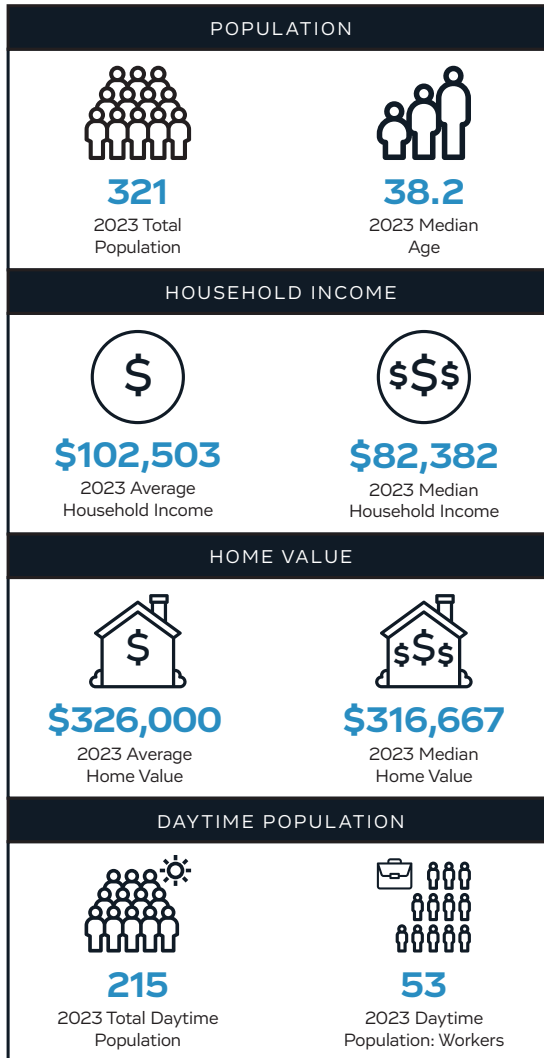 POPULATION
321
2023 Total
Population
38.2
2023 Median
Age
HOUSEHOLD INCOME
$
$102,503
2023 Average
Household Income
$$$
$82,382
2023 Median
Household Income
HOME VALUE
$
$326,000
2023 Average
Home Value
$$$
$316,667
2023 Median
Home Value
DAYTIME POPULATION
215
2023 Total Daytime
Population
53
2023 Daytime
Population: Workers